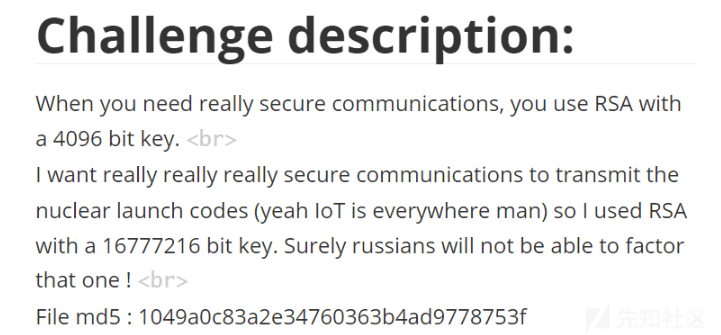 Challenge description:
When you need really secure communications, you use RSA with
a 4096 bit key. <br>
I want really really really secure communications to transmit the
nuclear launch codes (yeah IoT is everywhere man) so I used RSA
with a 16777216 bit key. Surely russians will not be able to factor
that one ! <br>
File md5 : 1049a0c83a2e34760363b4ad9778753f
先知社区